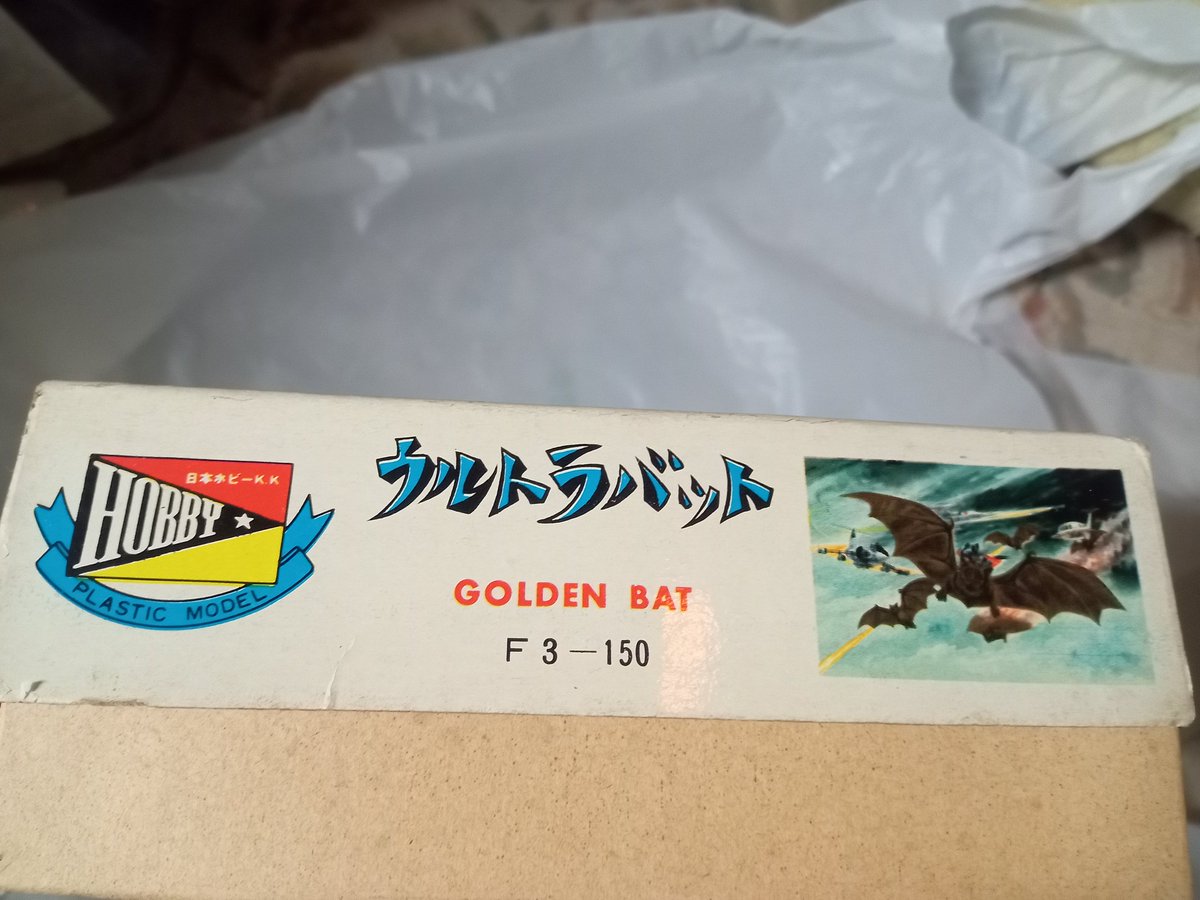 日本ホビーK.K
HOBBY
PLASTIC MODEL
ウルトラバット
GOLDEN BAT
F3-150